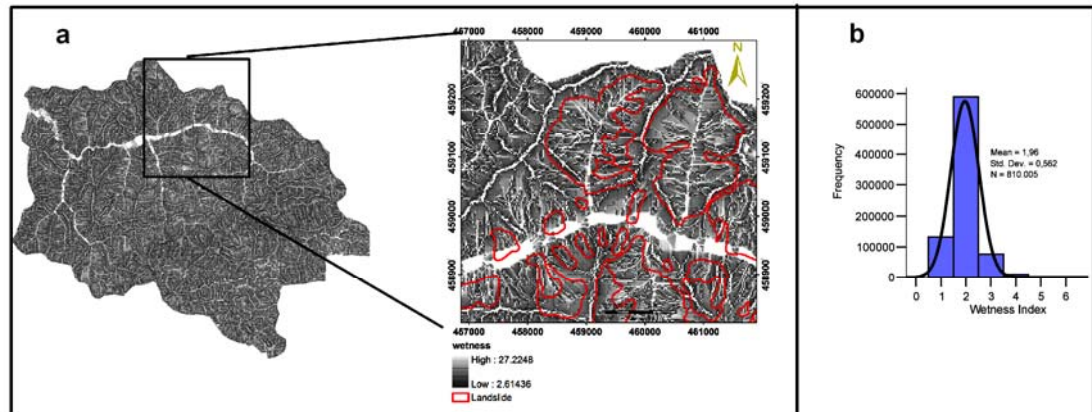 a
457000 458000 459000 460000 461000
N
459200
459100
459000
458900
459200
459100
459000
458900
457000 458000 459000 460000 461000
wetness
High : 27.2248
Low : 2.61436
Landslide
b
600000
500000
400000
300000
200000
100000
0
Frequency
Mean = 1,96
Std. Dev. = 0,562
N = 810.005
0 1 2 3 4 5 6
Wetness Index